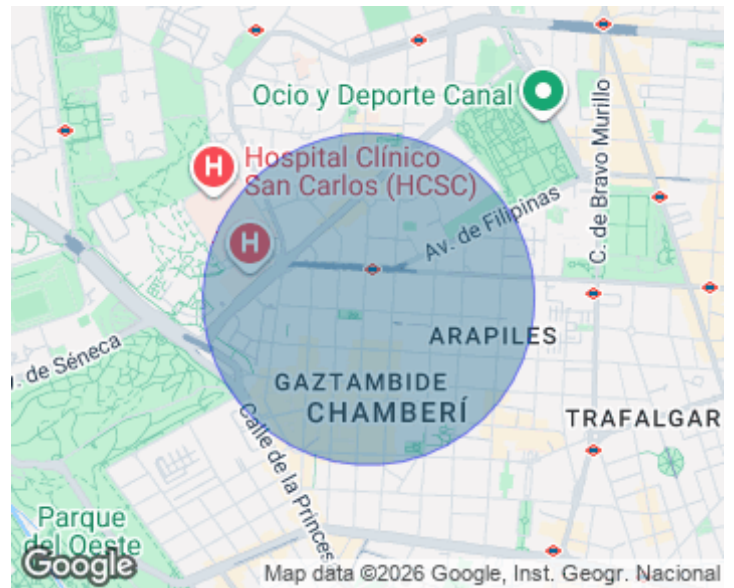 Ocio y Deporte Canal
C. de Bravo Murillo
H
Hospital Clínico
San Carlos (HCSC)
H
Av. de Filipinas
ARAPILES
de Séneca
GAZTAMBIDE
CHAMBERÍ
TRAFALGAR
Calle de la Princes
Parque
del Oeste
Google
Map data ©2026 Google, Inst. Geogr. Nacional